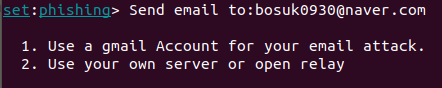 set:phishing> Send email to:bosuk0930@naver.com
1. Use a gmail Account for your email attack.
2. Use your own server or open relay